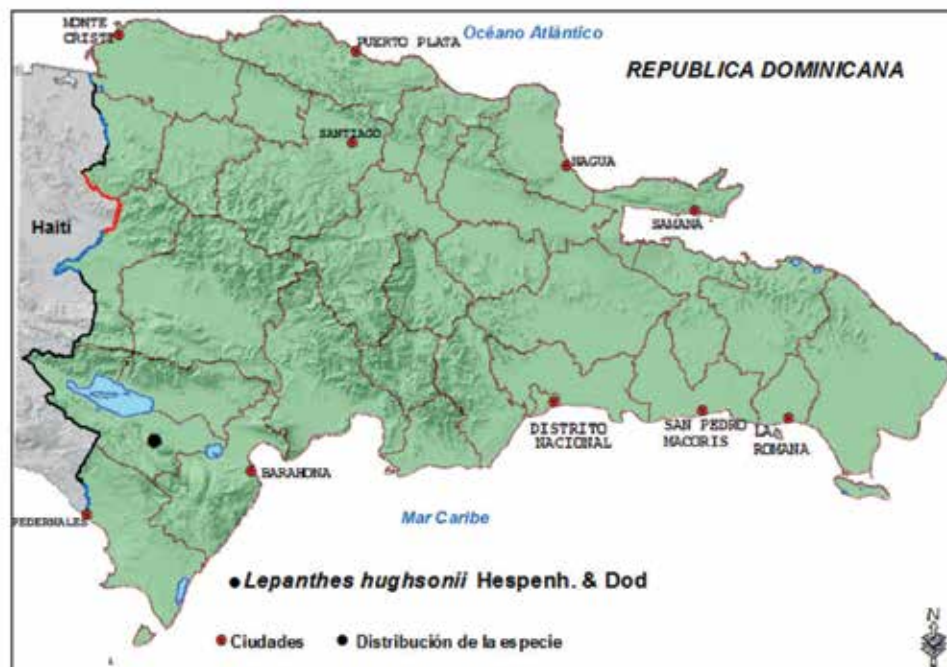 MONTE
CRISTI
PUERTO PLATA
Océano Atlántico
REPUBLICA DOMINICANA
SANTIAGO
NAGUA
SAMANA
Haiti
DISTRITO
NACIONAL
SAN PEDRO
MACORIS
LA
ROMANA
BARAHONA
PEDERNALES
Mar Caribe
Lepanthes hughsonii Hespenh. & Dod
Ciudades
Distribución de la especie
N